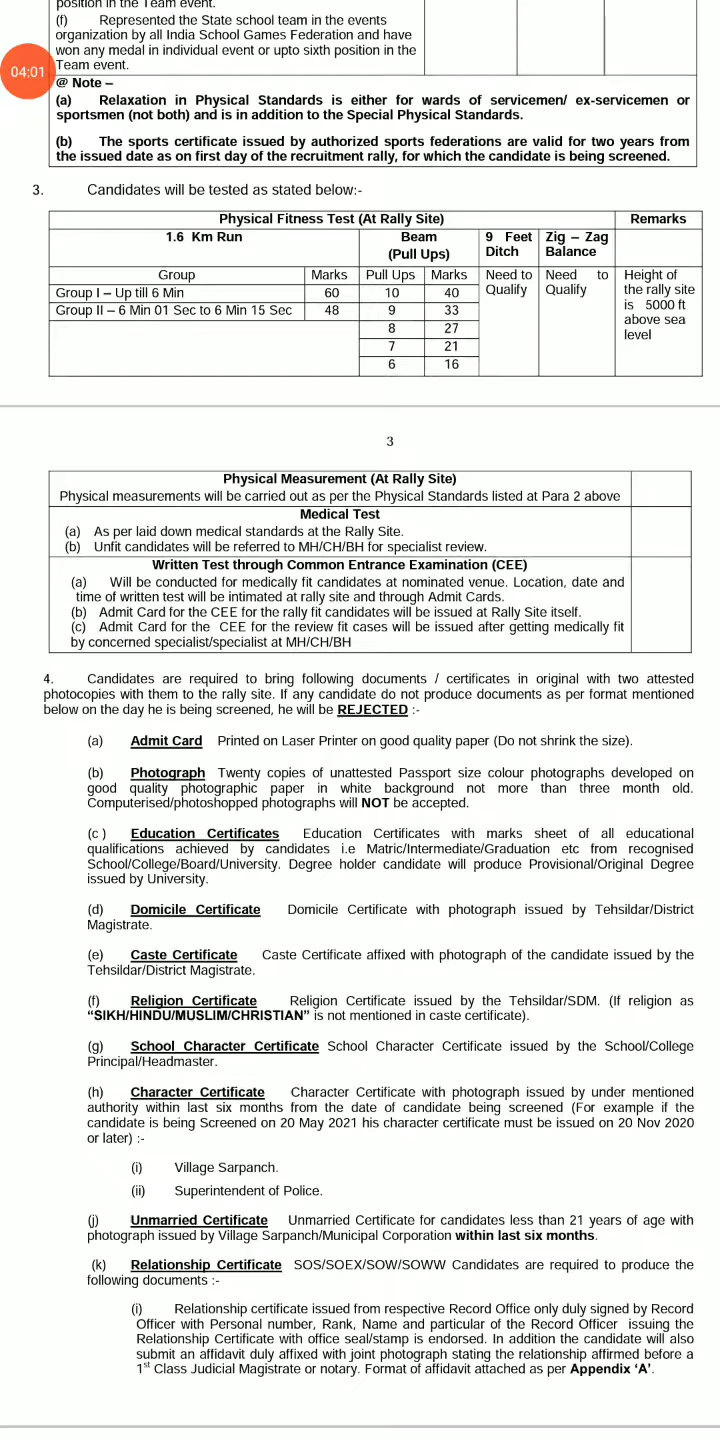 position in the Team event.
(f) Represented the State school team in the events
organization by all India School Games Federation and have
won any medal in individual event or upto sixth position in the
Team event.
04:01
@ Note –
(a) Relaxation in Physical Standards is either for wards of servicemen/ ex-servicemen or
sportsmen (not both) and is in addition to the Special Physical Standards.
(b) The sports certificate issued by authorized sports federations are valid for two years from
the issued date as on first day of the recruitment rally, for which the candidate is being screened.
3. Candidates will be tested as stated below:-
Physical Fitness Test (At Rally Site) Remarks
1.6 Km Run Beam 9 Feet Zig – Zag
(Pull Ups) Ditch Balance
Group Marks Pull Ups Marks Need to Need to Height of
Group I – Up till 6 Min 60 10 40 Qualify Qualify the rally site
Group II – 6 Min 01 Sec to 6 Min 15 Sec 48 9 33 is 5000 ft
8 27 above sea
7 21 level
6 16
3
Physical Measurement (At Rally Site)
Physical measurements will be carried out as per the Physical Standards listed at Para 2 above
Medical Test
(a) As per laid down medical standards at the Rally Site.
(b) Unfit candidates will be referred to MH/CH/BH for specialist review.
Written Test through Common Entrance Examination (CEE)
(a) Will be conducted for medically fit candidates at nominated venue. Location, date and
time of written test will be intimated at rally site and through Admit Cards.
(b) Admit Card for the CEE for the rally fit candidates will be issued at Rally Site itself.
(c) Admit Card for the CEE for the review fit cases will be issued after getting medically fit
by concerned specialist/specialist at MH/CH/BH
4. Candidates are required to bring following documents / certificates in original with two attested
photocopies with them to the rally site. If any candidate do not produce documents as per format mentioned
below on the day he is being screened, he will be REJECTED :-
(a) Admit Card Printed on Laser Printer on good quality paper (Do not shrink the size).
(b) Photograph Twenty copies of unattested Passport size colour photographs developed on
good quality photographic paper in white background not more than three month old.
Computerised/photoshopped photographs will NOT be accepted.
(c ) Education Certificates Education Certificates with marks sheet of all educational
qualifications achieved by candidates i.e Matric/Intermediate/Graduation etc from recognised
School/College/Board/University. Degree holder candidate will produce Provisional/Original Degree
issued by University.
(d) Domicile Certificate Domicile Certificate with photograph issued by Tehsildar/District
Magistrate.
(e) Caste Certificate Caste Certificate affixed with photograph of the candidate issued by the
Tehsildar/District Magistrate.
(f) Religion Certificate Religion Certificate issued by the Tehsildar/SDM. (If religion as
“SIKH/HINDU/MUSLIM/CHRISTIAN” is not mentioned in caste certificate).
(g) School Character Certificate School Character Certificate issued by the School/College
Principal/Headmaster.
(h) Character Certificate Character Certificate with photograph issued by under mentioned
authority within last six months from the date of candidate being screened (For example if the
candidate is being Screened on 20 May 2021 his character certificate must be issued on 20 Nov 2020
or later) :-
(i) Village Sarpanch.
(ii) Superintendent of Police.
(j) Unmarried Certificate Unmarried Certificate for candidates less than 21 years of age with
photograph issued by Village Sarpanch/Municipal Corporation within last six months.
(k) Relationship Certificate SOS/SOEX/SOW/SOWW Candidates are required to produce the
following documents :-
(i) Relationship certificate issued from respective Record Office only duly signed by Record
Officer with Personal number, Rank, Name and particular of the Record Officer issuing the
Relationship Certificate with office seal/stamp is endorsed. In addition the candidate will also
submit an affidavit duly affixed with joint photograph stating the relationship affirmed before a
1st Class Judicial Magistrate or notary. Format of affidavit attached as per Appendix ‘A’.